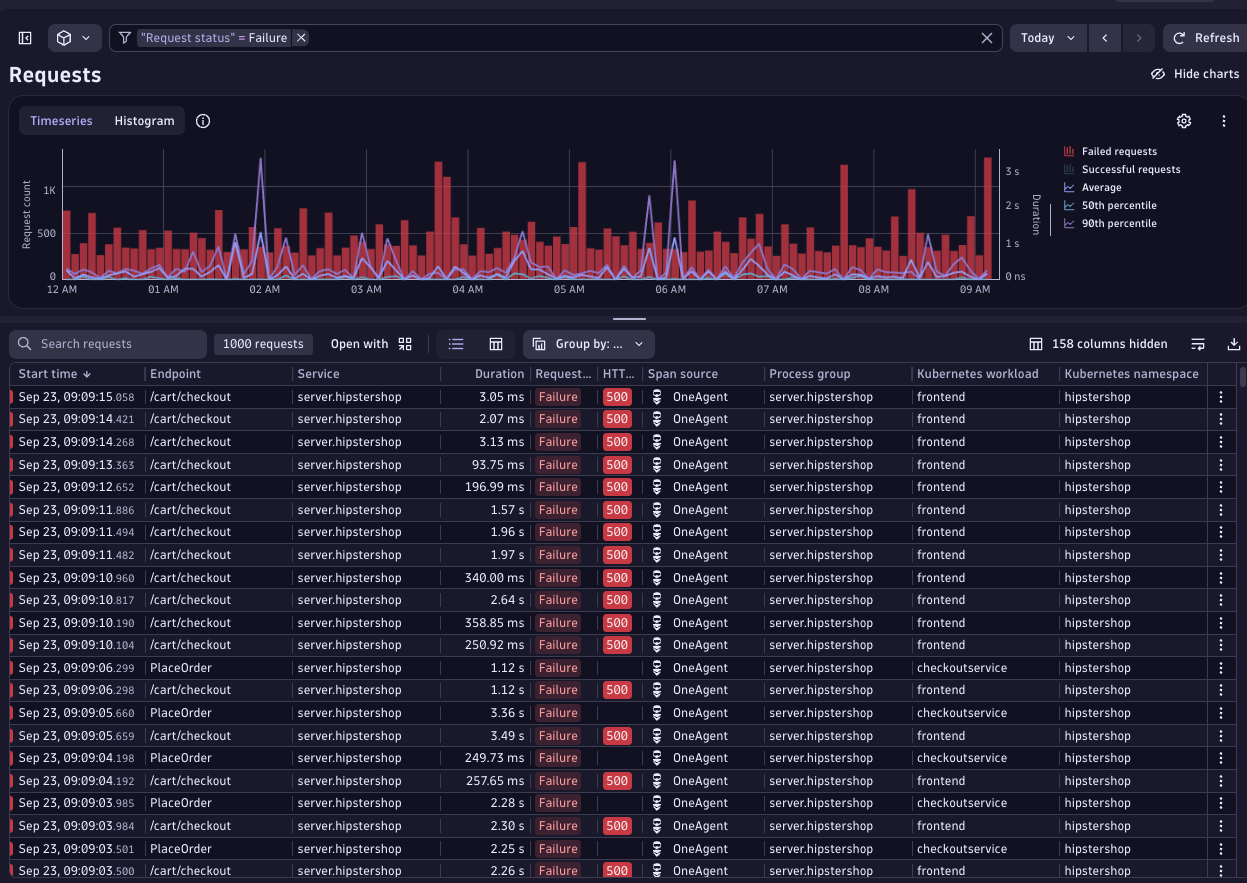 "Request status" = Failure
Today
Refresh
Requests
Hide charts
Timeseries
Histogram
Request count
1K
500
0
3 s
2 s
1 s
0 ns
Duration
12 AM 01 AM 02 AM 03 AM 04 AM 05 AM 06 AM 07 AM 08 AM 09 AM
Failed requests
Successful requests
Average
50th percentile
90th percentile
Search requests 1000 requests Open with Group by: ... 158 columns hidden
Start time Endpoint Service Duration Request... HTT... Span source Process group Kubernetes workload Kubernetes namespace
Sep 23, 09:09:15.058 /cart/checkout server.hipstershop 3.05 ms Failure 500 OneAgent server.hipstershop frontend hipstershop
Sep 23, 09:09:14.421 /cart/checkout server.hipstershop 2.07 ms Failure 500 OneAgent server.hipstershop frontend hipstershop
Sep 23, 09:09:14.268 /cart/checkout server.hipstershop 3.13 ms Failure 500 OneAgent server.hipstershop frontend hipstershop
Sep 23, 09:09:13.363 /cart/checkout server.hipstershop 93.75 ms Failure 500 OneAgent server.hipstershop frontend hipstershop
Sep 23, 09:09:12.652 /cart/checkout server.hipstershop 196.99 ms Failure 500 OneAgent server.hipstershop frontend hipstershop
Sep 23, 09:09:11.886 /cart/checkout server.hipstershop 1.57 s Failure 500 OneAgent server.hipstershop frontend hipstershop
Sep 23, 09:09:11.494 /cart/checkout server.hipstershop 1.96 s Failure 500 OneAgent server.hipstershop frontend hipstershop
Sep 23, 09:09:11.482 /cart/checkout server.hipstershop 1.97 s Failure 500 OneAgent server.hipstershop frontend hipstershop
Sep 23, 09:09:10.960 /cart/checkout server.hipstershop 340.00 ms Failure 500 OneAgent server.hipstershop frontend hipstershop
Sep 23, 09:09:10.817 /cart/checkout server.hipstershop 2.64 s Failure 500 OneAgent server.hipstershop frontend hipstershop
Sep 23, 09:09:10.190 /cart/checkout server.hipstershop 358.85 ms Failure 500 OneAgent server.hipstershop frontend hipstershop
Sep 23, 09:09:10.104 /cart/checkout server.hipstershop 250.92 ms Failure 500 OneAgent server.hipstershop frontend hipstershop
Sep 23, 09:09:06.299 PlaceOrder server.hipstershop 1.12 s Failure OneAgent server.hipstershop checkoutservice hipstershop
Sep 23, 09:09:06.298 /cart/checkout server.hipstershop 1.12 s Failure 500 OneAgent server.hipstershop frontend hipstershop
Sep 23, 09:09:05.660 PlaceOrder server.hipstershop 3.36 s Failure OneAgent server.hipstershop checkoutservice hipstershop
Sep 23, 09:09:05.659 /cart/checkout server.hipstershop 3.49 s Failure 500 OneAgent server.hipstershop frontend hipstershop
Sep 23, 09:09:04.198 PlaceOrder server.hipstershop 249.73 ms Failure OneAgent server.hipstershop checkoutservice hipstershop
Sep 23, 09:09:04.192 /cart/checkout server.hipstershop 257.65 ms Failure 500 OneAgent server.hipstershop frontend hipstershop
Sep 23, 09:09:03.985 PlaceOrder server.hipstershop 2.28 s Failure OneAgent server.hipstershop checkoutservice hipstershop
Sep 23, 09:09:03.984 /cart/checkout server.hipstershop 2.30 s Failure 500 OneAgent server.hipstershop frontend hipstershop
Sep 23, 09:09:03.501 PlaceOrder server.hipstershop 2.25 s Failure OneAgent server.hipstershop checkoutservice hipstershop
Sep 23, 09:09:03.500 /cart/checkout server.hipstershop 2.26 s Failure 500 OneAgent server.hipstershop frontend hipstershop